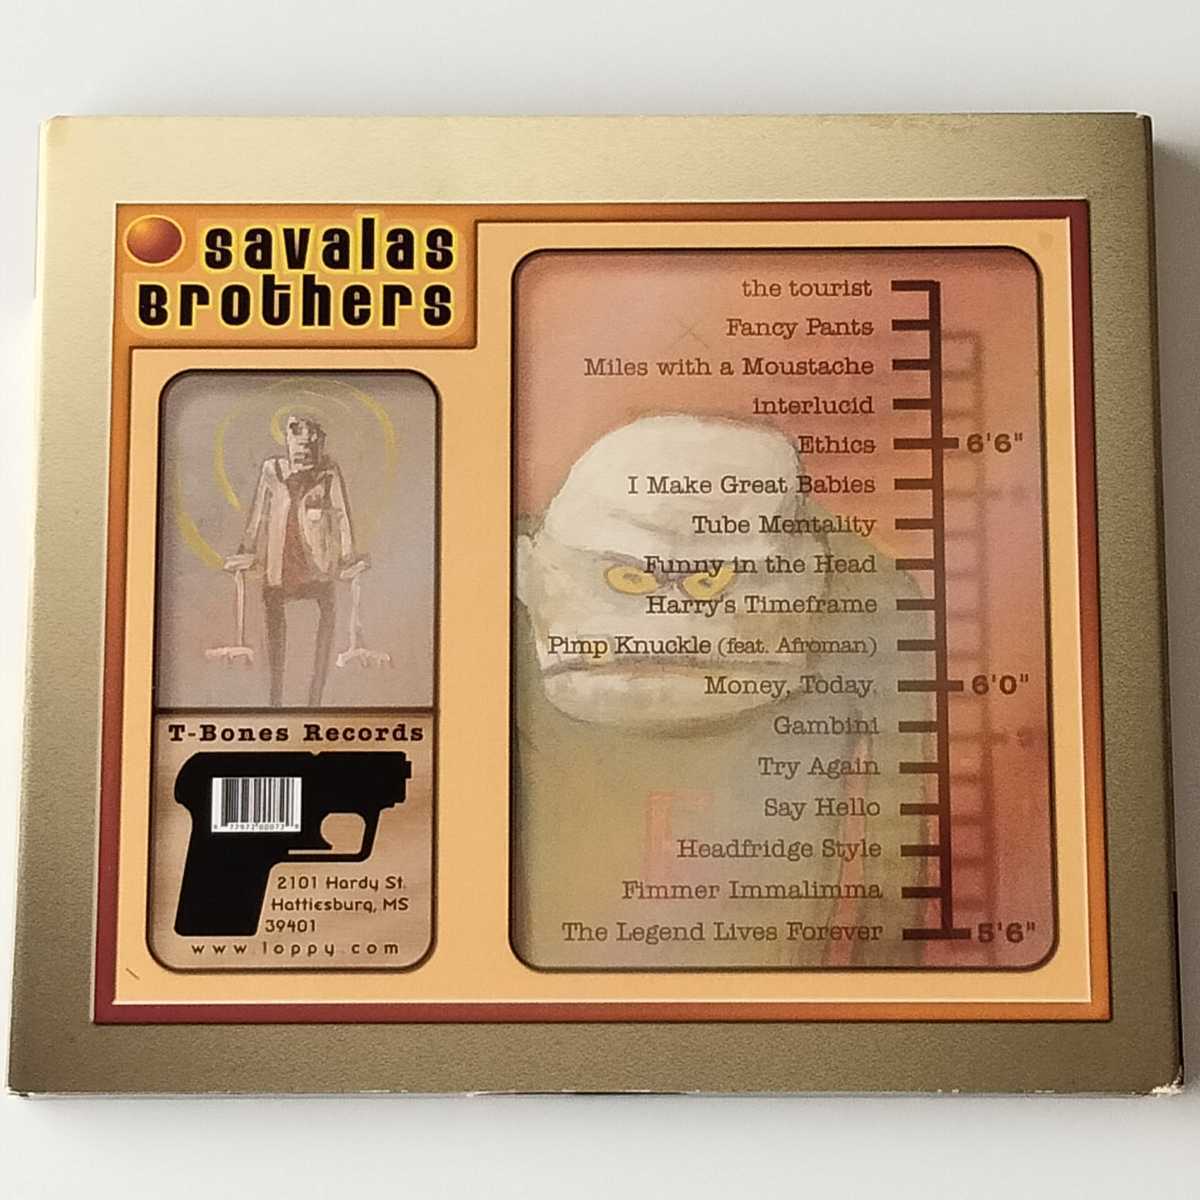 savalas
Brothers
the tourist
Fancy Pants
Miles with a Moustache
interlucid
Ethics
6'6"
I Make Great Babies
Tube Mentality
Funny in the Head
Harry's Timeframe
Pimp Knuckle (feat. Afroman)
Money, Today.
6'0"
Gambini
Try Again
Say Hello
Headfridge Style
Fimmer Immalimma
The Legend Lives Forever
5'6"
T-Bones Records
2101 Hardy St.
Hattiesburg, MS
39401
www.loppy.com